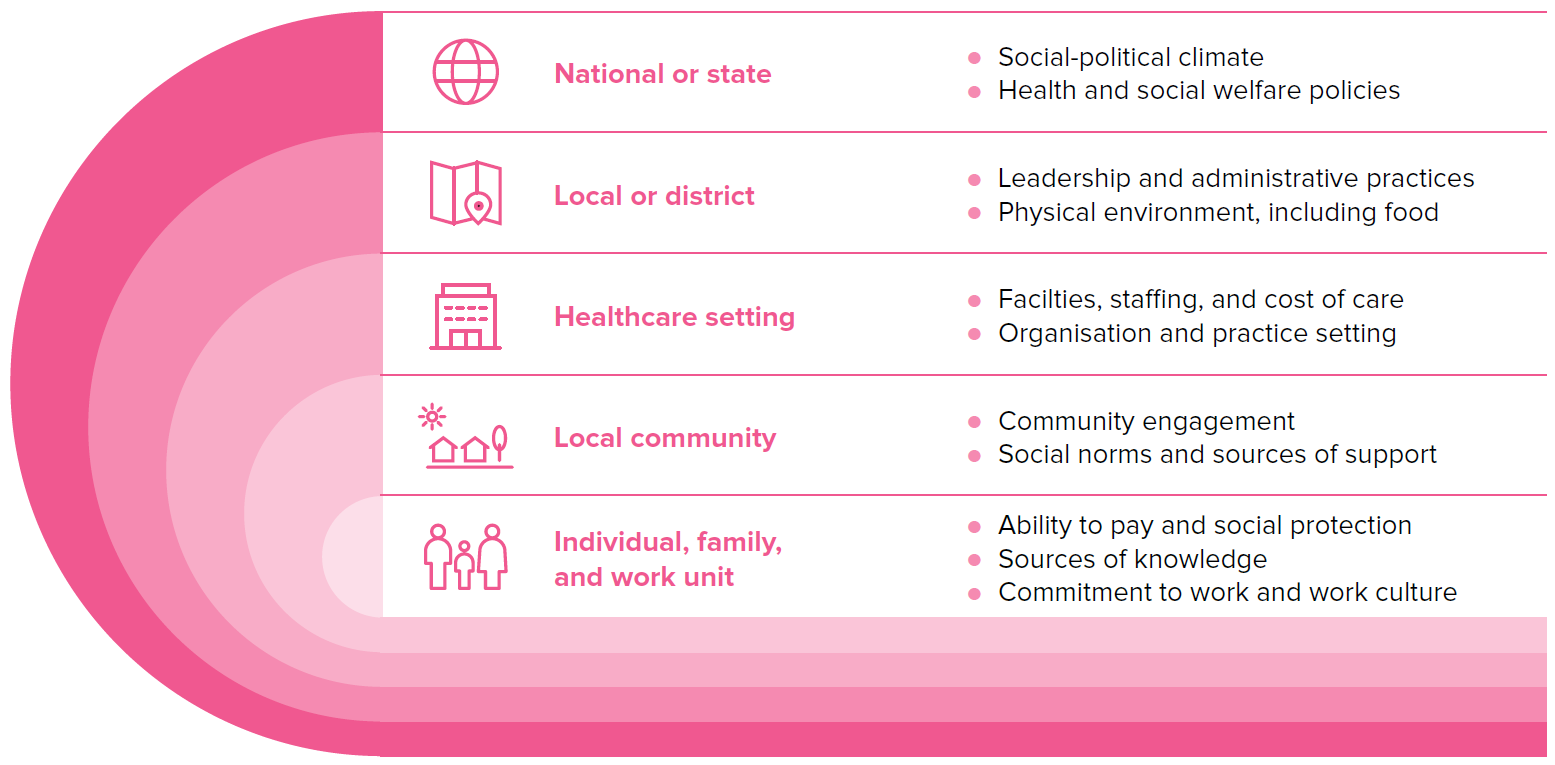 National or state
Social-political climate
Health and social welfare policies
Local or district
Leadership and administrative practices
Physical environment, including food
Healthcare setting
Facilties, staffing, and cost of care
Organisation and practice setting
Local community
Community engagement
Social norms and sources of support
Individual, family,
and work unit
Ability to pay and social protection
Sources of knowledge
Commitment to work and work culture